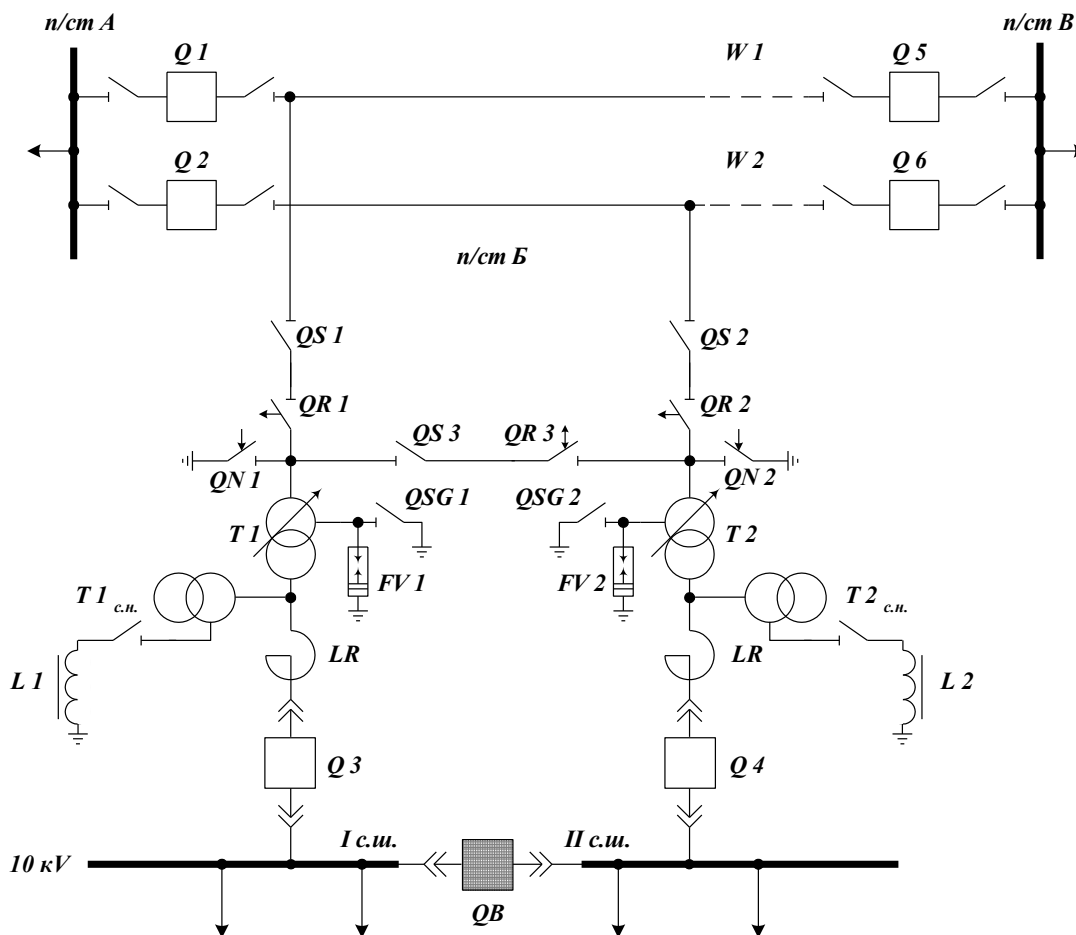 п/ст А
п/ст В
Q 1
W 1
Q 5
Q 2
W 2
Q 6
п/ст Б
QS 1
QS 2
QR 1
QR 2
QS 3
QR 3
QN 1
QN 2
QSG 1
QSG 2
T 1
T 2
FV 1
FV 2
T 1 с.н.
T 2 с.н.
LR
LR
L 1
L 2
Q 3
Q 4
I с.ш.
II с.ш.
10 кV
QB